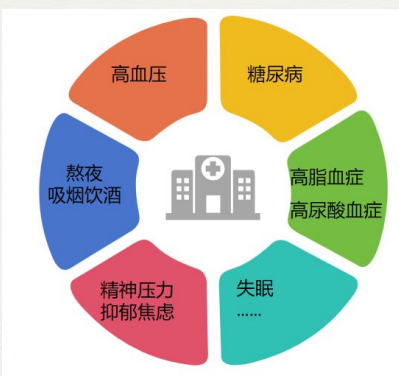 高血压
糖尿病
高脂血症
高尿酸血症
失眠
……
精神压力
抑郁焦虑
熬夜
吸烟饮酒